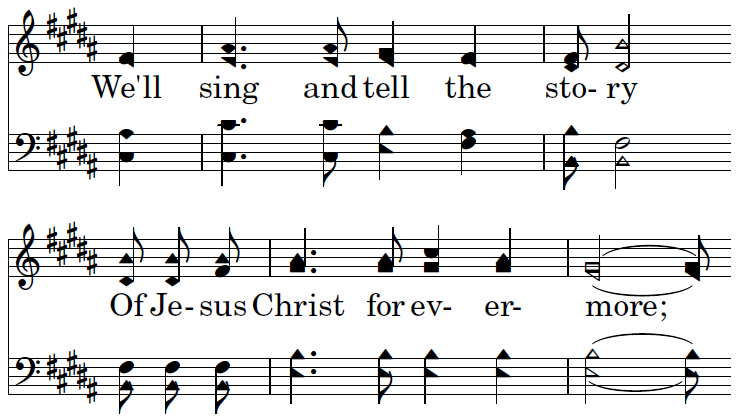 We'll sing and tell the sto- ry
Of Je- sus Christ for ev- er- more;